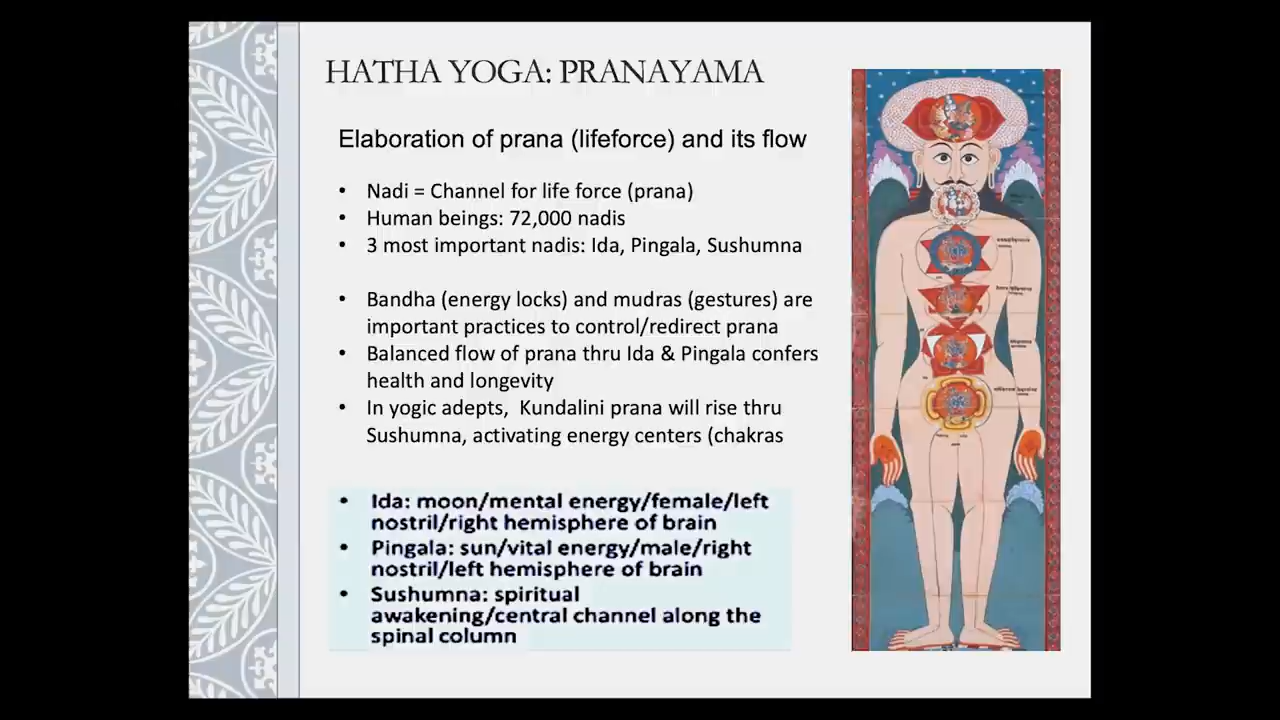 HATHA YOGA: PRANAYAMA
Elaboration of prana (lifeforce) and its flow
• Nadi = Channel for life force (prana)
• Human beings: 72,000 nadis
• 3 most important nadis: Ida, Pingala, Sushumna
• Bandha (energy locks) and mudras (gestures) are
important practices to control/redirect prana
• Balanced flow of prana thru Ida & Pingala confers
health and longevity
• In yogic adepts,  Kundalini prana will rise thru
Sushumna, activating energy centers (chakras
• Ida: moon/mental energy/female/left
nostril/right hemisphere of brain
• Pingala: sun/vital energy/male/right
nostril/left hemisphere of brain
• Sushumna: spiritual
awakening/central channel along the
spinal column